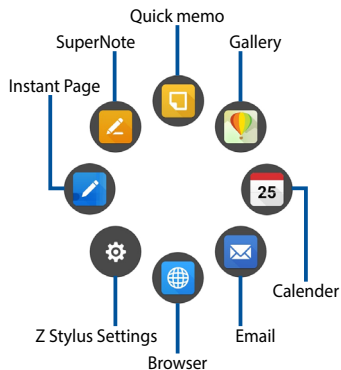 Quick memo
SuperNote
Gallery
Instant Page
25
Calender
Z Stylus Settings
Email
Browser